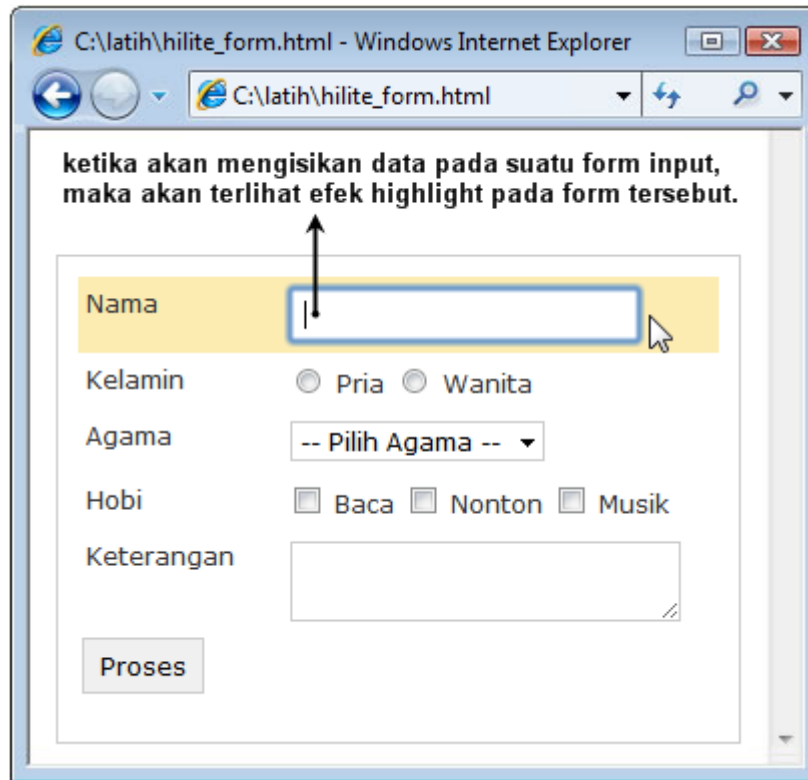 C:\latih\hilite_form.html - Windows Internet Explorer
C:\latih\hilite_form.html
ketika akan mengisikan data pada suatu form input,
maka akan terlihat efek highlight pada form tersebut.
Nama
Kelamin Pria Wanita
Agama -- Pilih Agama --
Hobi Baca Nonton Musik
Keterangan
Proses